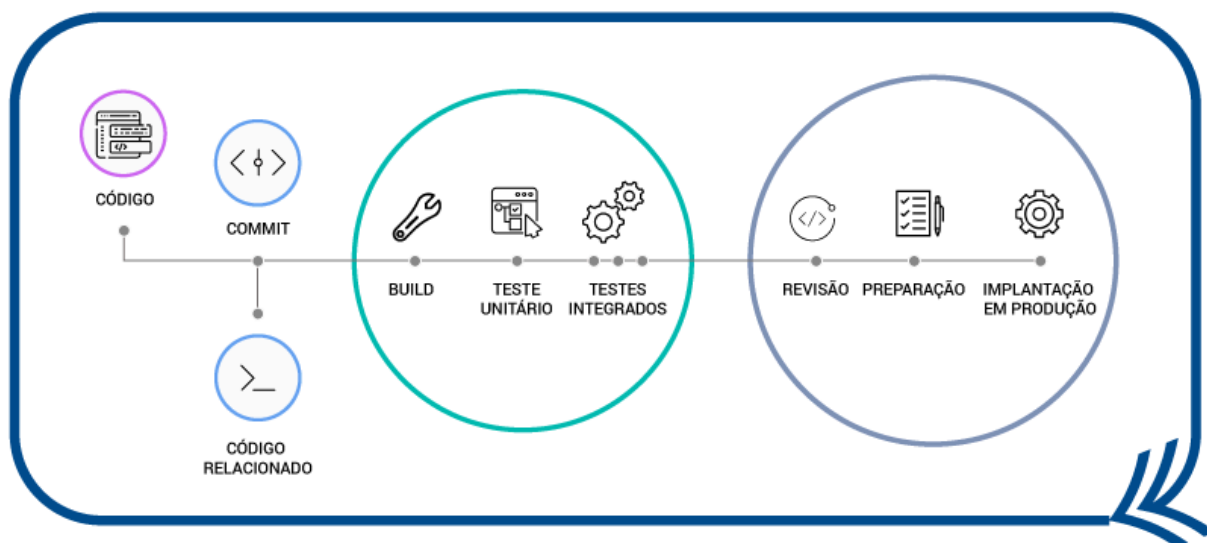 CÓDIGO
COMMIT
CÓDIGO
RELACIONADO
BUILD
TESTE
UNITÁRIO
TESTES
INTEGRADOS
REVISÃO
PREPARAÇÃO
IMPLANTAÇÃO
EM PRODUÇÃO